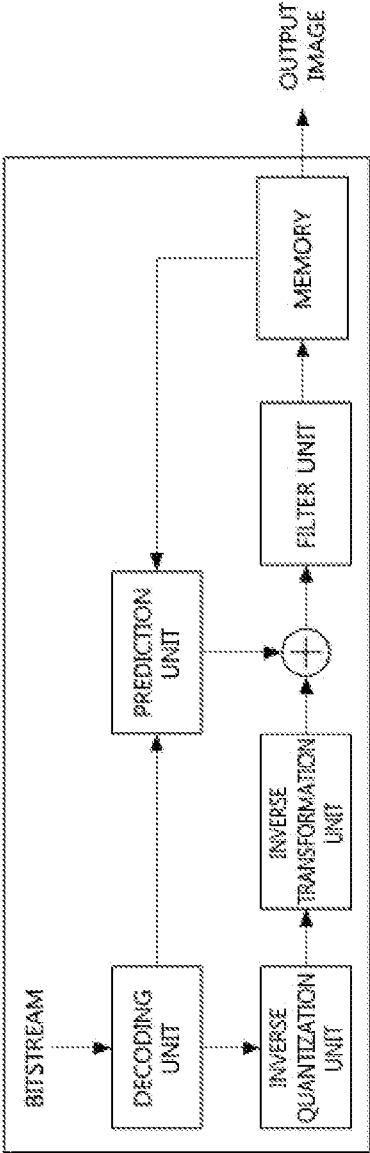 BITSTREAM
DECODING
UNIT
PREDICTION
UNIT
INVERSE
QUANTIZATION
UNIT
INVERSE
TRANSFORMATION
UNIT
FILTER UNIT
MEMORY
OUTPUT
IMAGE